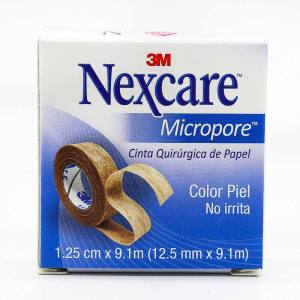 3M
Nexcare™
Micropore™
Cinta Quirúrgica de Papel
Color Piel
No irrita
1.25 cm x 9.1m (12.5 mm x 9.1m)